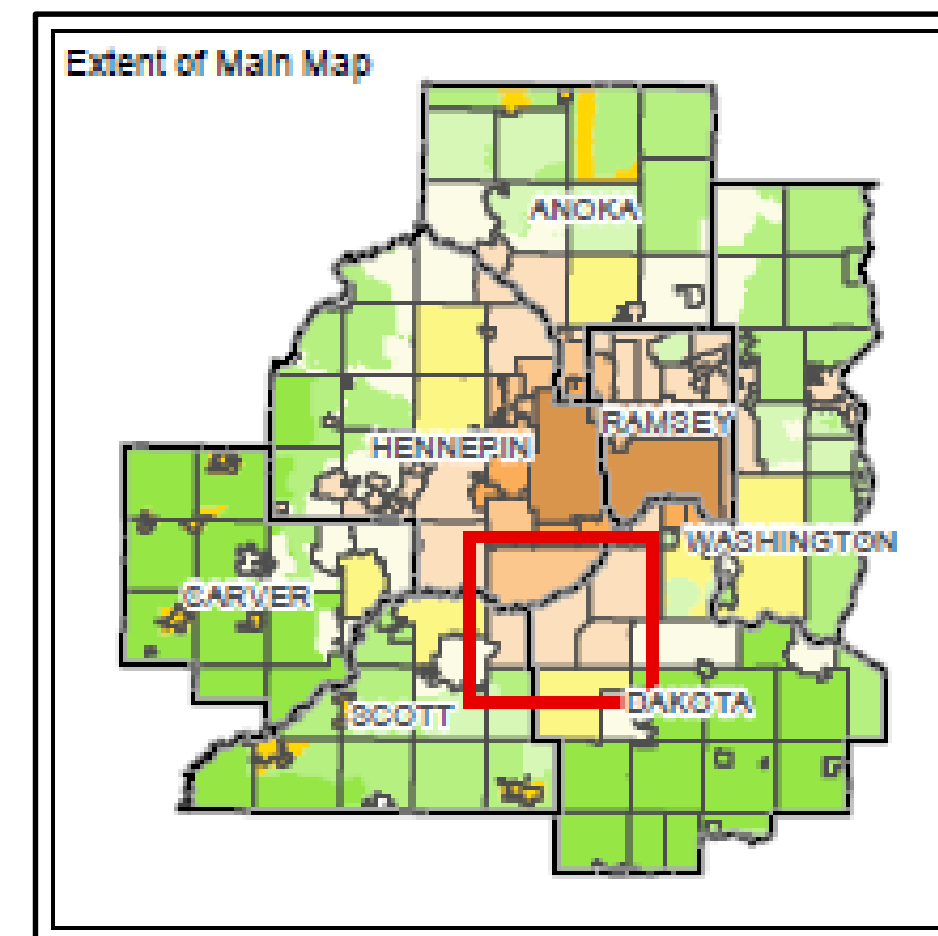 Extent of Main Map
ANOKA
HENNEPIN
RAMSEY
WASHINGTON
CARVER
SCOTT
DAKOTA